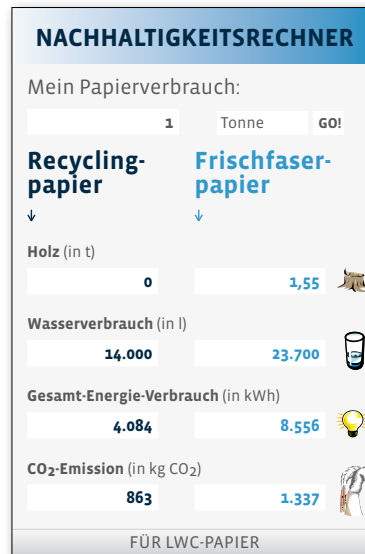 NACHHALTIGKEITSRECHNER
Mein Papierverbrauch:
1 Tonne GO!
Recycling- Frischfaser-
papier papier
Holz (in t)
0 1,55
Wasserverbrauch (in l)
14.000 23.700
Gesamt-Energie-Verbrauch (in kWh)
4.084 8.556
CO2-Emission (in kg CO2)
863 1.337
FÜR LWC-PAPIER